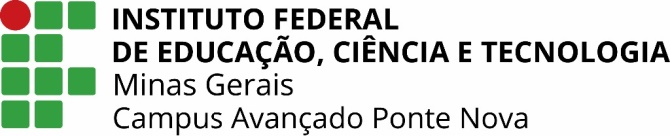 INSTITUTO FEDERAL
DE EDUCAÇÃO, CIÊNCIA E TECNOLOGIA
Minas Gerais
Campus Avançado Ponte Nova